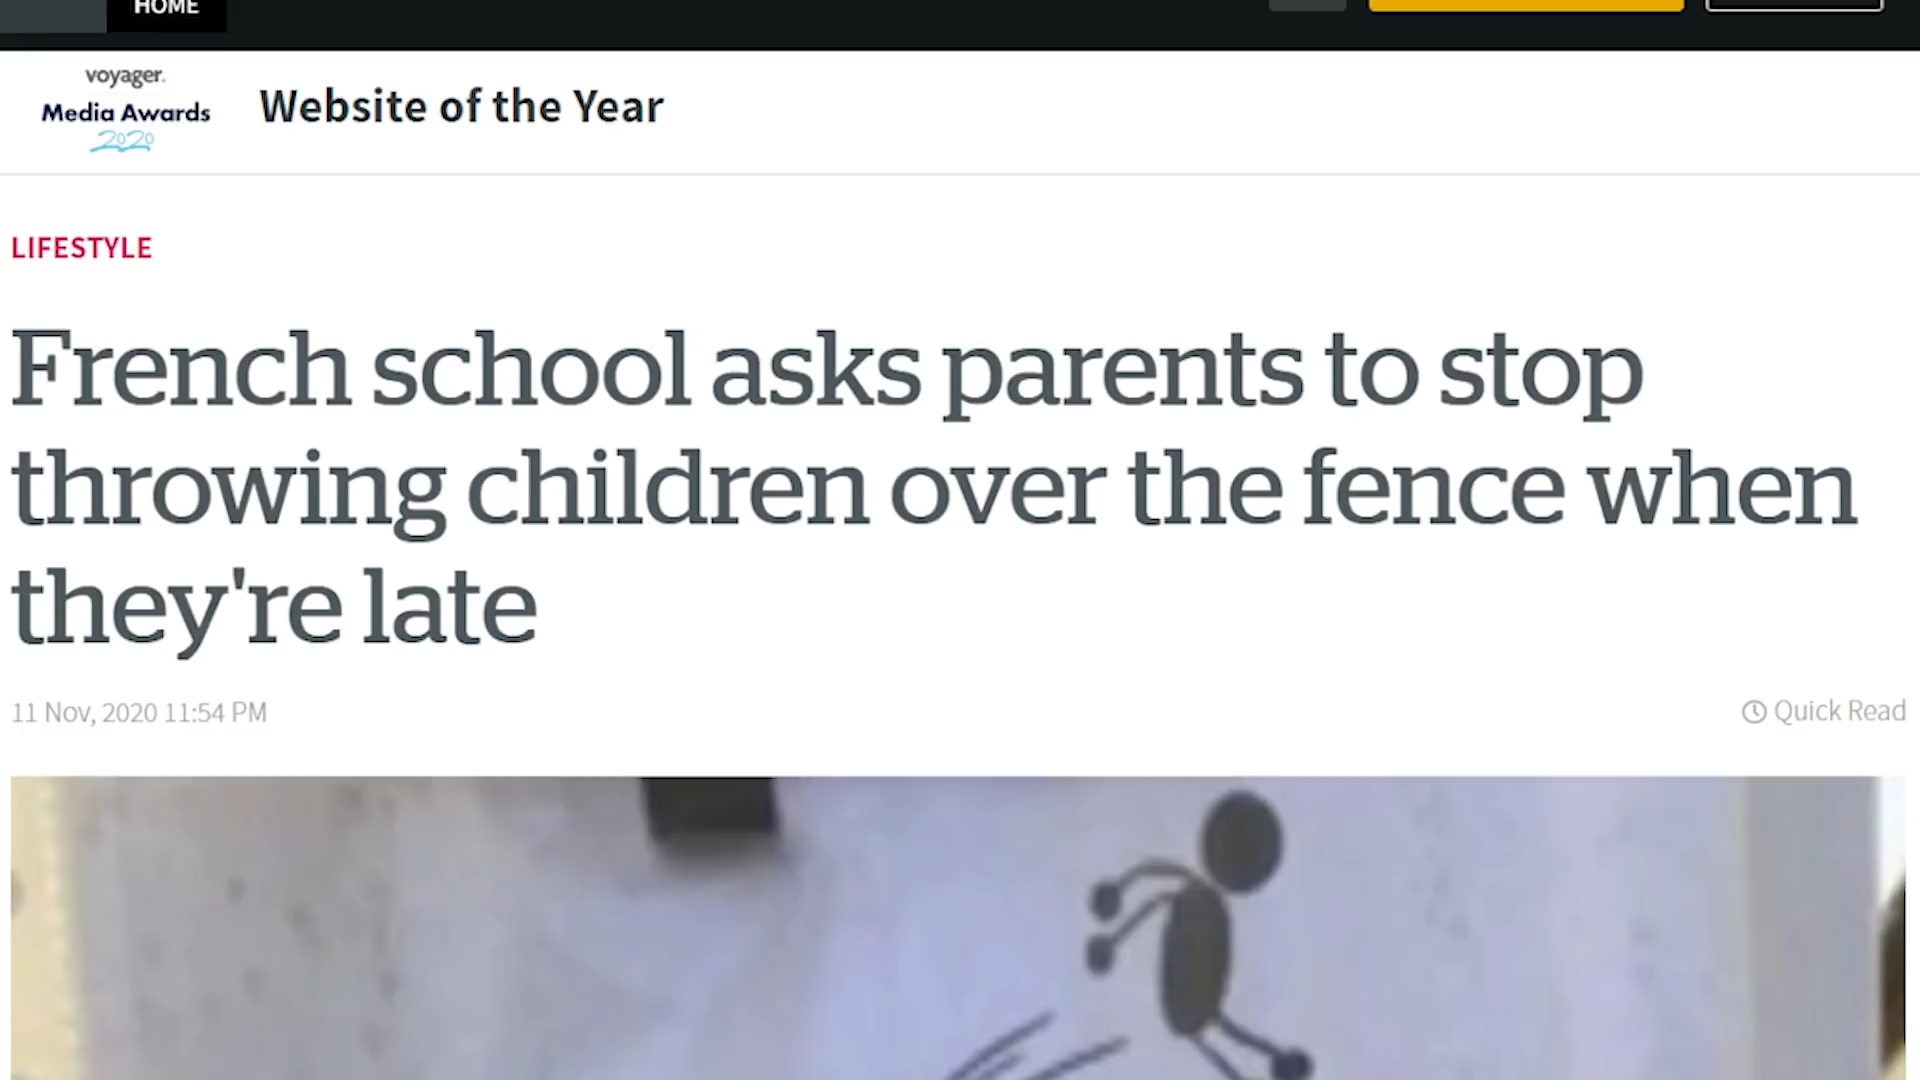 HOME
voyager.
Media Awards
2020
Website of the Year
LIFESTYLE
French school asks parents to stop
throwing children over the fence when
they're late
11 Nov, 2020 11:54 PM
Quick Read